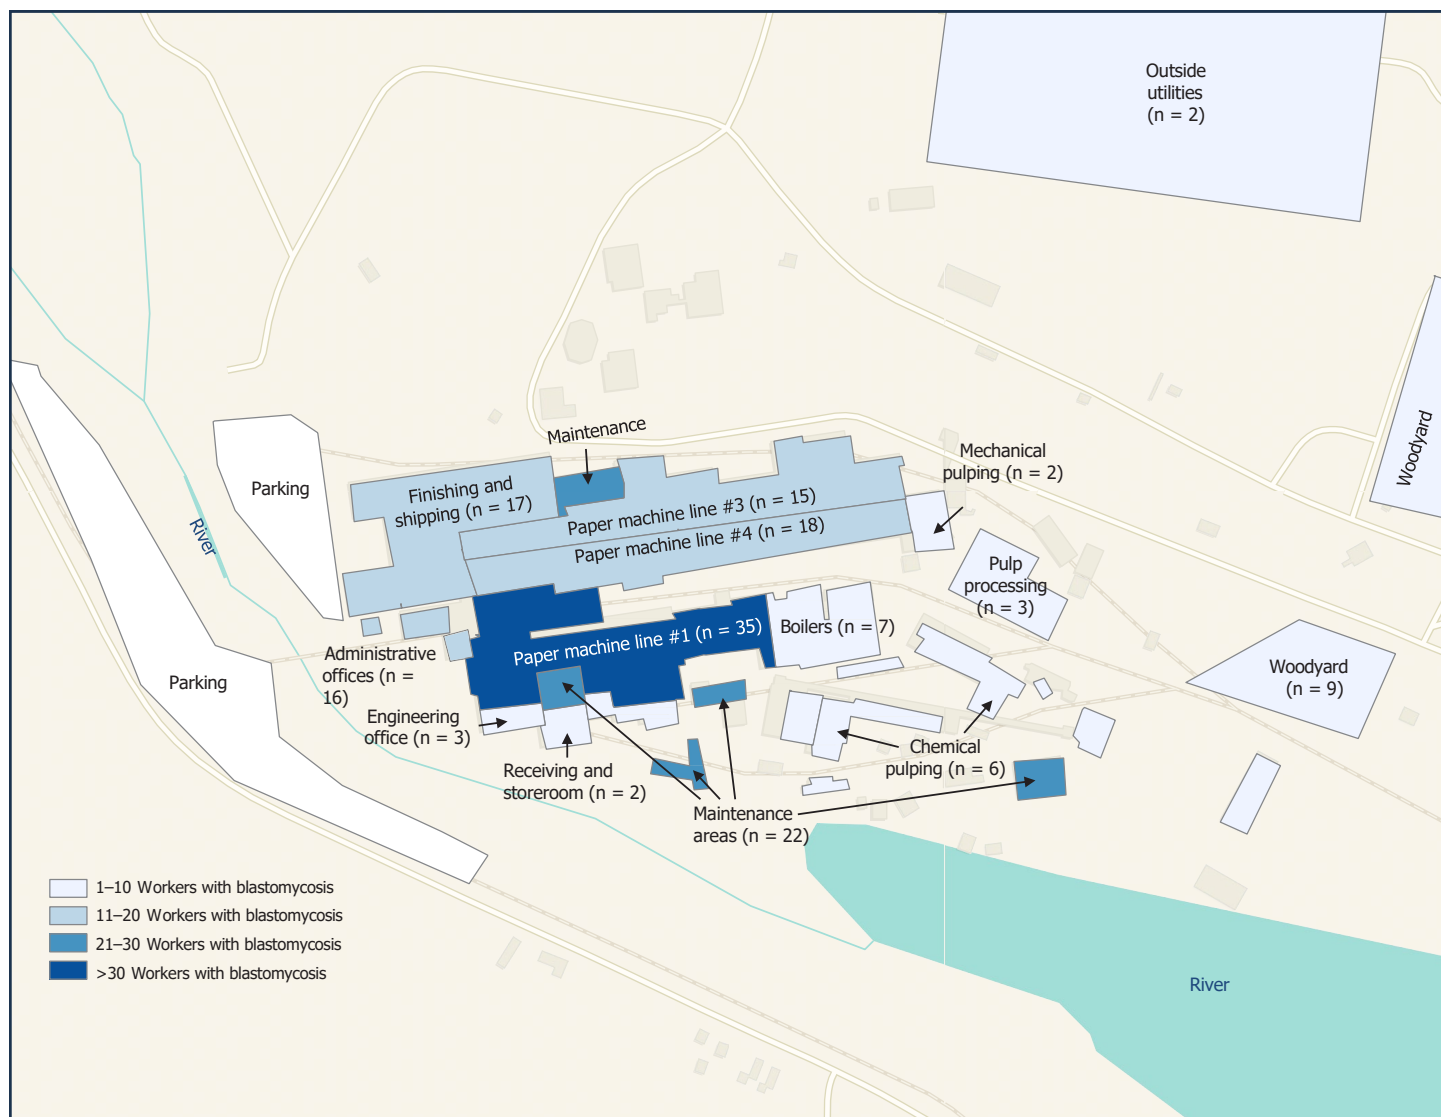 Outside
utilities
(n = 2)
Woodyard
Maintenance
Mechanical
pulping (n = 2)
Parking
Finishing and
shipping (n = 17)
Paper machine line #3 (n = 15)
Paper machine line #4 (n = 18)
River
Pulp
processing
(n = 3)
Paper machine line #1 (n = 35)
Boilers (n = 7)
Administrative
offices (n =
16)
Parking
Woodyard
(n = 9)
Engineering
office (n = 3)
Chemical
pulping (n = 6)
Receiving and
storeroom (n = 2)
Maintenance
areas (n = 22)
1–10 Workers with blastomycosis
11–20 Workers with blastomycosis
21–30 Workers with blastomycosis
>30 Workers with blastomycosis
River